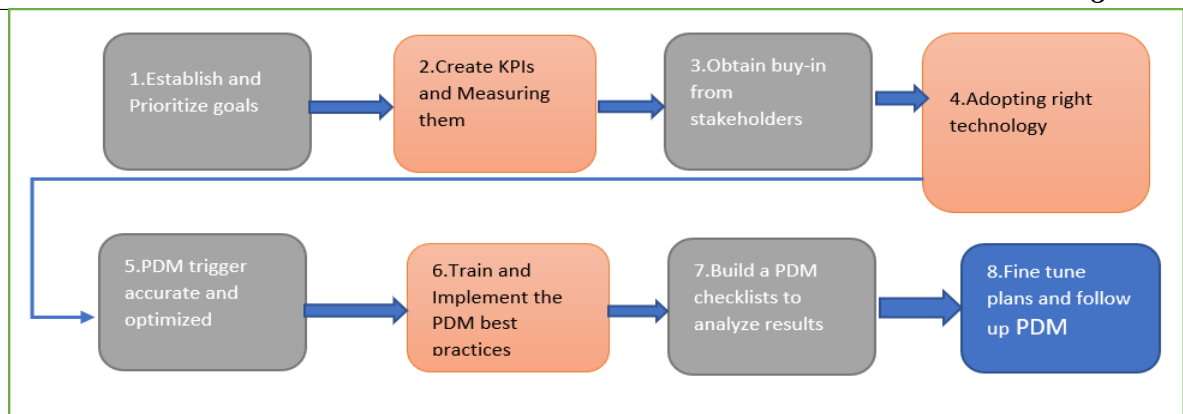 1.Establish and
Prioritize goals
2.Create KPIs
and Measuring
them
3.Obtain buy-in
from
stakeholders
4.Adopting right
technology
5.PDM trigger
accurate and
optimized
6.Train and
Implement the
PDM best
practices
7.Build a PDM
checklists to
analyze results
8.Fine tune
plans and follow
up PDM